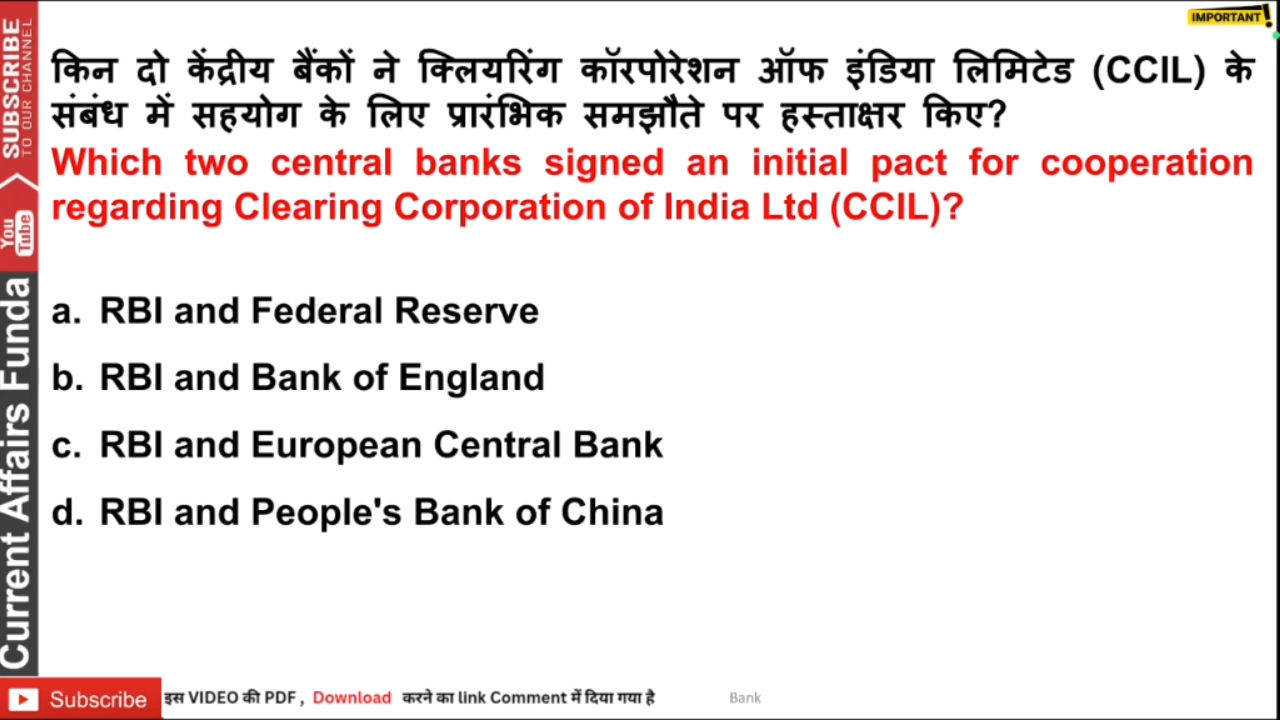 IMPORTANT!
किन दो केंद्रीय बैंकों ने क्लियरिंग कॉरपोरेशन ऑफ इंडिया लिमिटेड (CCIL) के
संबंध में सहयोग के लिए प्रारंभिक समझौते पर हस्ताक्षर किए?
Which two central banks signed an initial pact for cooperation
regarding Clearing Corporation of India Ltd (CCIL)?
a. RBI and Federal Reserve
b. RBI and Bank of England
c. RBI and European Central Bank
d. RBI and People's Bank of China
SUBSCRIBE
TO OUR CHANNEL
You
Tube
Current Affairs Funda
Subscribe इस VIDEO की PDF , Download करने का link Comment में दिया गया है Bank